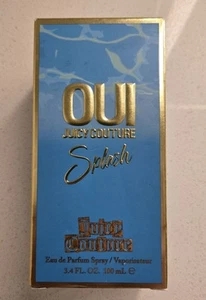 OUI
JUICY COUTURE
Splash
Juicy
Couture
Eau de Parfum Spray / Vaporisateur
3.4 FL. OZ. 100 mL ℮